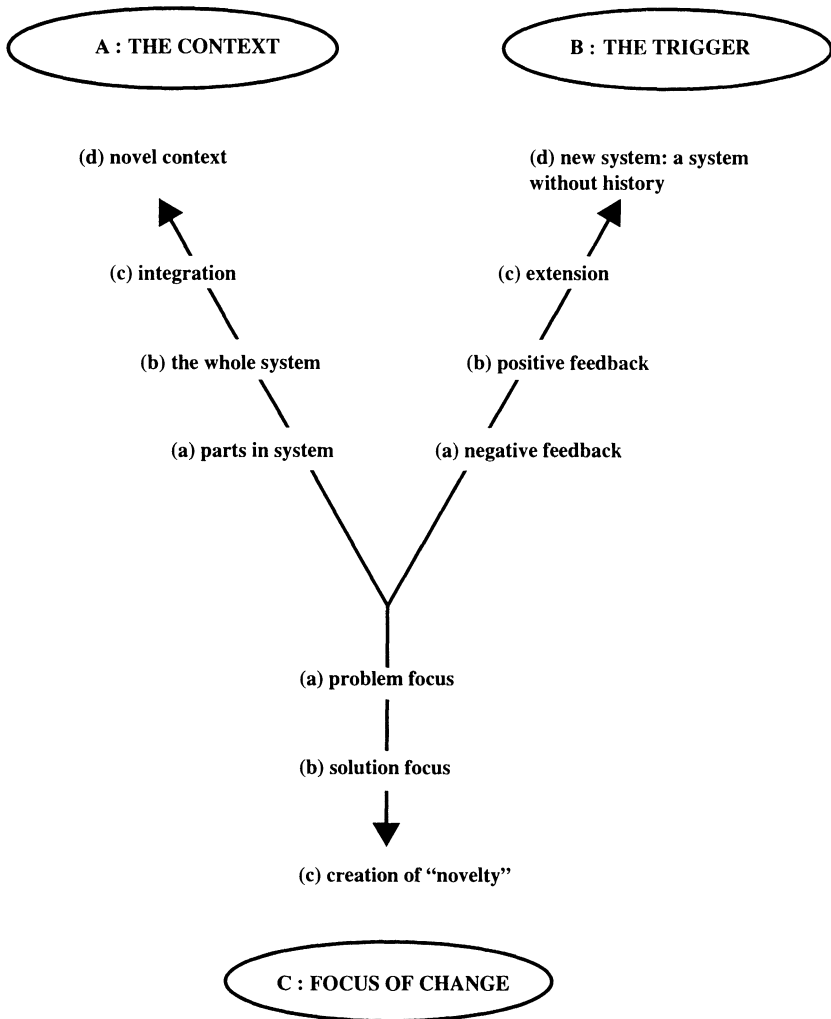 A : THE CONTEXT
B : THE TRIGGER
(d) novel context
(d) new system: a system
without history
(c) integration
(c) extension
(b) the whole system
(b) positive feedback
(a) parts in system
(a) negative feedback
(a) problem focus
(b) solution focus
(c) creation of “novelty”
C : FOCUS OF CHANGE